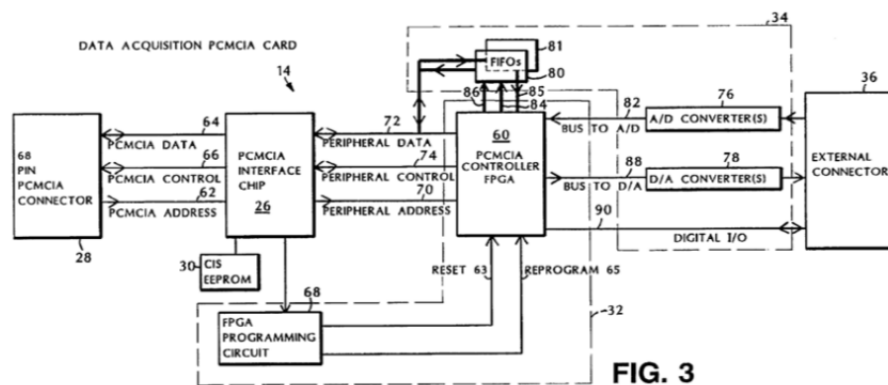 DATA ACQUISITION PCMCIA CARD
14
34
81
FIFOs
80
86
85
84
36
68
PIN
PCMCIA
CONNECTOR
28
64
PCMCIA DATA
66
PCMCIA CONTROL
62
PCMCIA ADDRESS
PCMCIA
INTERFACE
CHIP
26
72
PERIPHERAL DATA
74
PERIPHERAL CONTROL
70
PERIPHERAL ADDRESS
60
PCMCIA
CONTROLLER
FPGA
82
BUS TO A/D
76
A/D CONVERTER(S)
88
BUS TO D/A
78
D/A CONVERTER(S)
90
DIGITAL I/O
EXTERNAL
CONNECTOR
30
CIS
EEPROM
RESET 63
REPROGRAM 65
68
FPGA
PROGRAMMING
CIRCUIT
32
FIG. 3